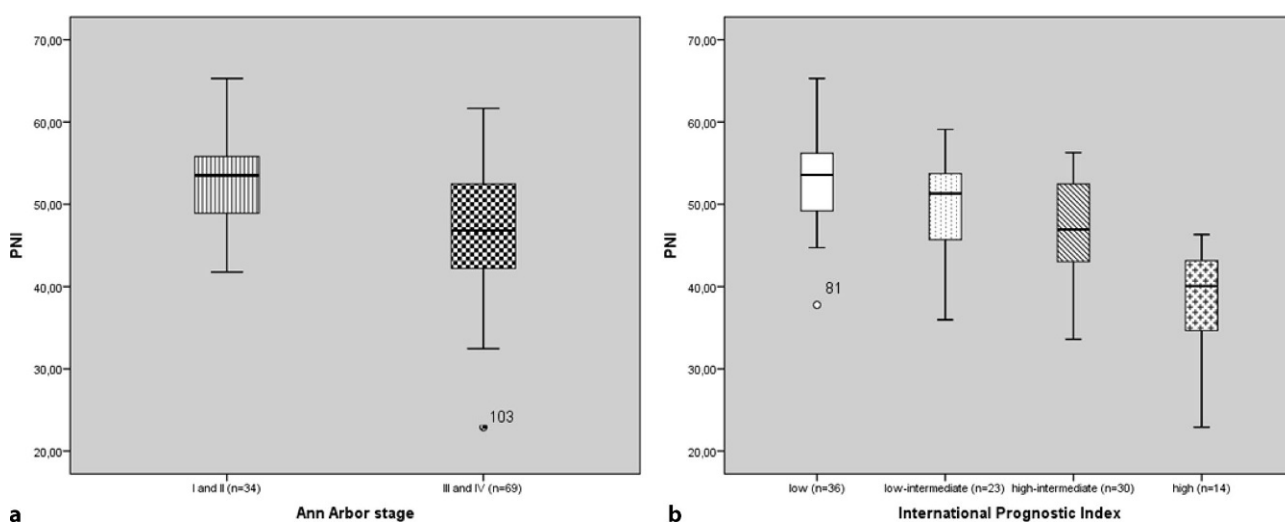 70,00
60,00
50,00
40,00
30,00
20,00
PNI
103
I and II (n=34) III and IV (n=69)
Ann Arbor stage
a
70,00
60,00
50,00
40,00
30,00
20,00
PNI
81
low (n=36) low-intermediate (n=23) high-intermediate (n=30) high (n=14)
International Prognostic Index
b